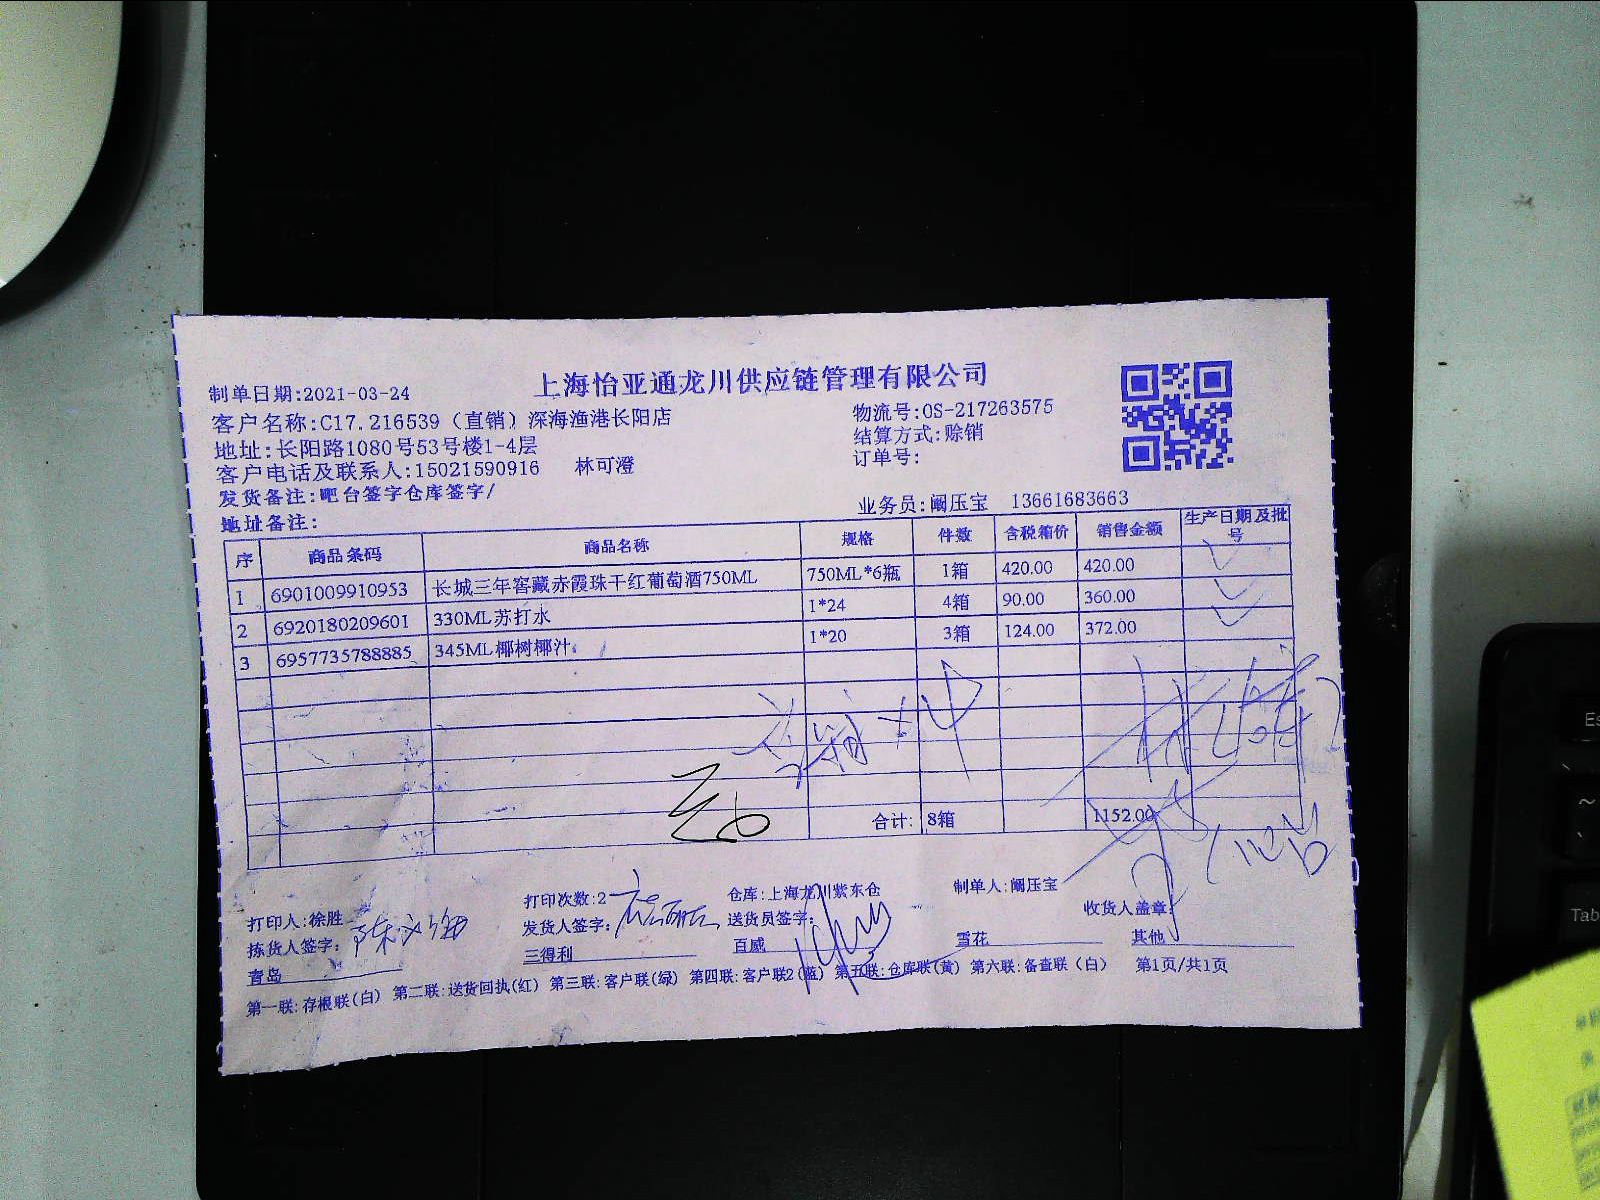 上海怡亚通龙川供应链管理有限公司
制单日期:2021-03-24
客户名称:C17.216539（直销）深海渔港长阳店 物流号:OS-217263575
地址:长阳路1080号53号楼1-4层 结算方式:赊销
客户电话及联系人:15021590916 林可澄 订单号:
发货备注:吧台签字仓库签字/
地址备注: 业务员:阚压宝 13661683663
序 商品条码 商品名称 规格 件数 含税箱价 销售金额 生产日期及批号
1 6901009910953 长城三年窖藏赤霞珠干红葡萄酒750ML 750ML*6瓶 1箱 420.00 420.00
2 6920180209601 330ML苏打水 1*24 4箱 90.00 360.00
3 6957735788885 345ML椰树椰汁 1*20 3箱 124.00 372.00
合计: 8箱 1152.00
打印人:徐胜 打印次数:2 仓库:上海龙川紫东仓 制单人:阚压宝
拣货人签字: 发货人签字: 送货员签字: 收货人盖章:
青岛 三得利 百威 雪花 其他
第一联:存根联(白) 第二联:送货回执(红) 第三联:客户联(绿) 第四联:客户联2(蓝) 第五联:仓库联(黄) 第六联:备查联(白) 第1页/共1页
Tab